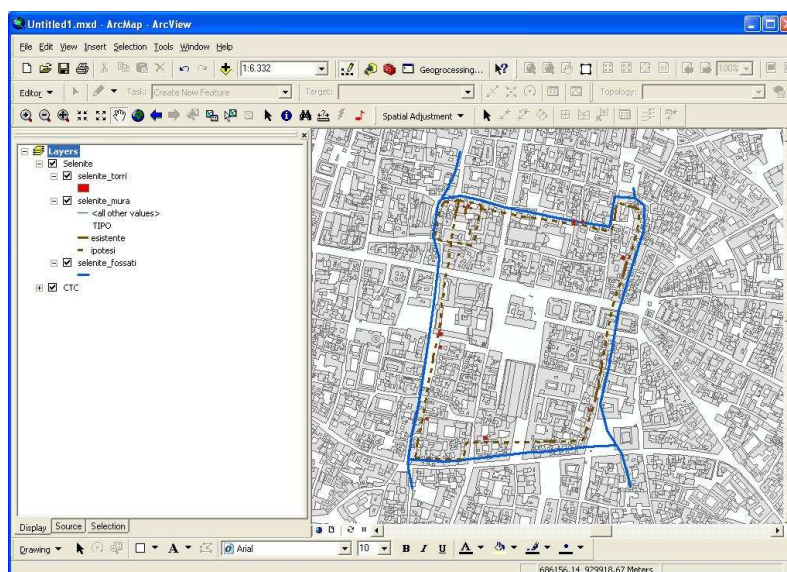 Untitled1.mxd - ArcMap - ArcView
File Edit View Insert Selection Tools Window Help
1:6.332 Geoprocessing... 100%
Editor Task: Create New Feature Target: Topology:
Spatial Adjustment
Layers
Selenite
selenite_torri
selenite_mura
<all other values>
TIPO
esistente
ipotesi
selenite_fossati
CTC
Display Source Selection
Drawing A Arial 10 B I U A
686156,14 929918,67 Meters